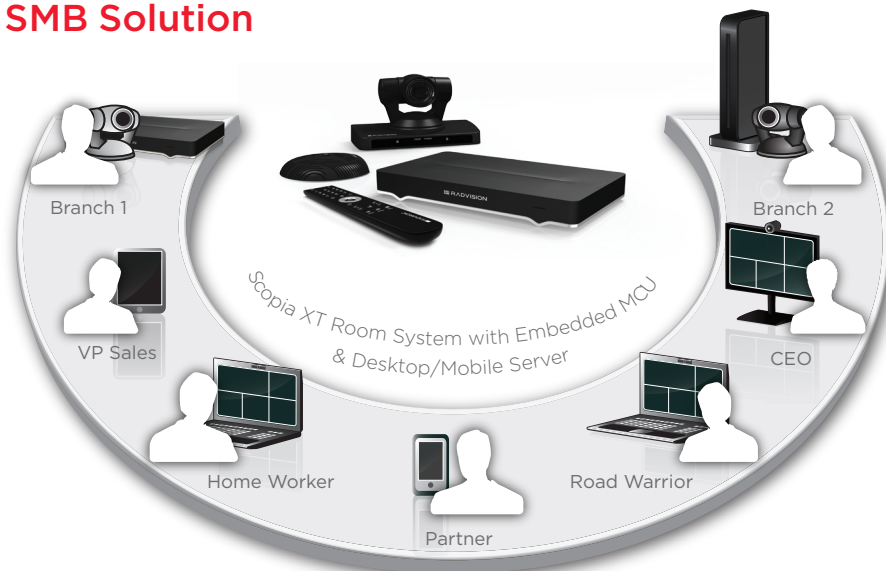 SMB Solution
RADVISION
Branch 1
Branch 2
VP Sales
CEO
Scopia XT Room System with Embedded MCU
& Desktop/Mobile Server
Home Worker
Road Warrior
Partner